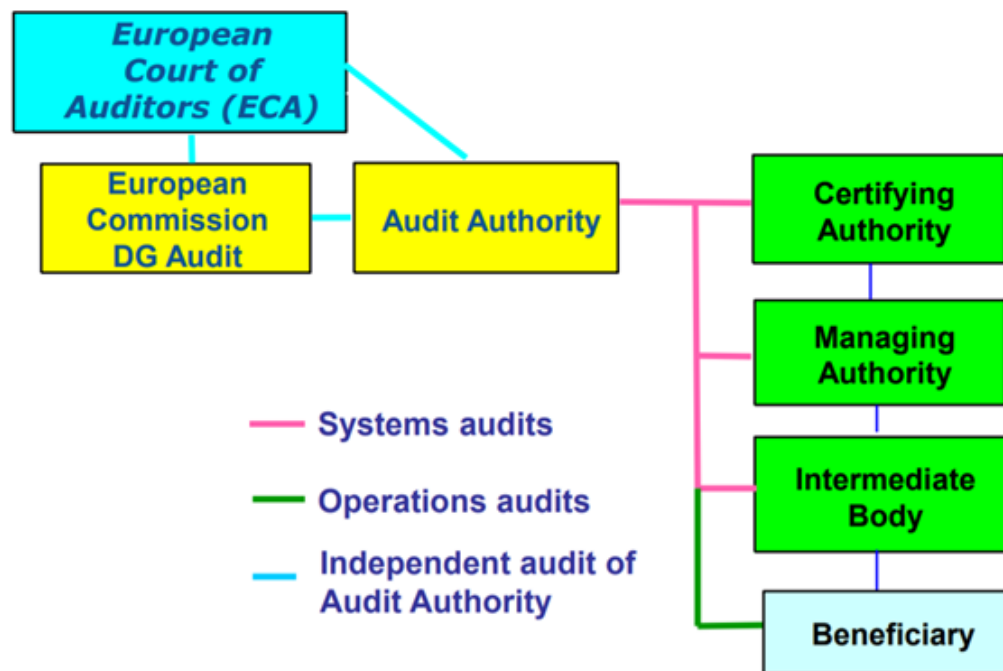 European
Court of
Auditors (ECA)
European
Commission
DG Audit
Audit Authority
Certifying
Authority
Managing
Authority
Intermediate
Body
Beneficiary
Systems audits
Operations audits
Independent audit of
Audit Authority